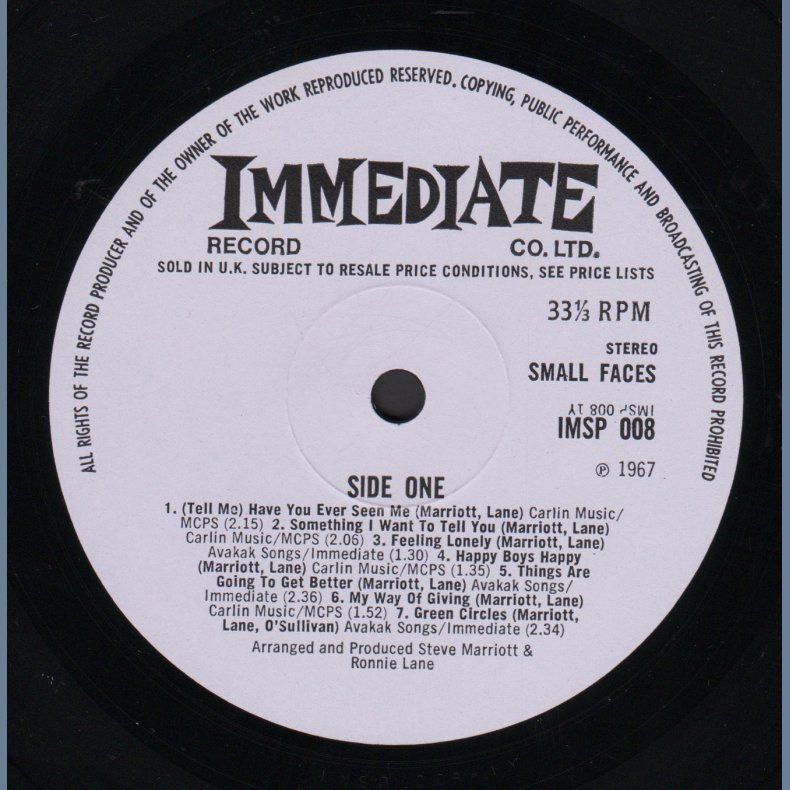 ALL RIGHTS OF THE RECORD PRODUCER AND OF THE OWNER OF THE WORK REPRODUCED RESERVED. COPYING, PUBLIC PERFORMANCE AND BROADCASTING OF THIS RECORD PROHIBITED
IMMEDIATE
RECORD CO. LTD.
SOLD IN U.K. SUBJECT TO RESALE PRICE CONDITIONS, SEE PRICE LISTS
33⅓ RPM
STEREO
SMALL FACES
IMSP 008 1Y
IMSP 008
℗ 1967
SIDE ONE
1. (Tell Me) Have You Ever Seen Me (Marriott, Lane) Carlin Music/
MCPS (2.15) 2. Something I Want To Tell You (Marriott, Lane)
Carlin Music/MCPS (2.06) 3. Feeling Lonely (Marriott, Lane)
Avakak Songs/Immediate (1.30) 4. Happy Boys Happy
(Marriott, Lane) Carlin Music/MCPS (1.35) 5. Things Are
Going To Get Better (Marriott, Lane) Avakak Songs/
Immediate (2.36) 6. My Way Of Giving (Marriott, Lane)
Carlin Music/MCPS (1.52) 7. Green Circles (Marriott,
Lane, O'Sullivan) Avakak Songs/Immediate (2.34)
Arranged and Produced Steve Marriott &
Ronnie Lane